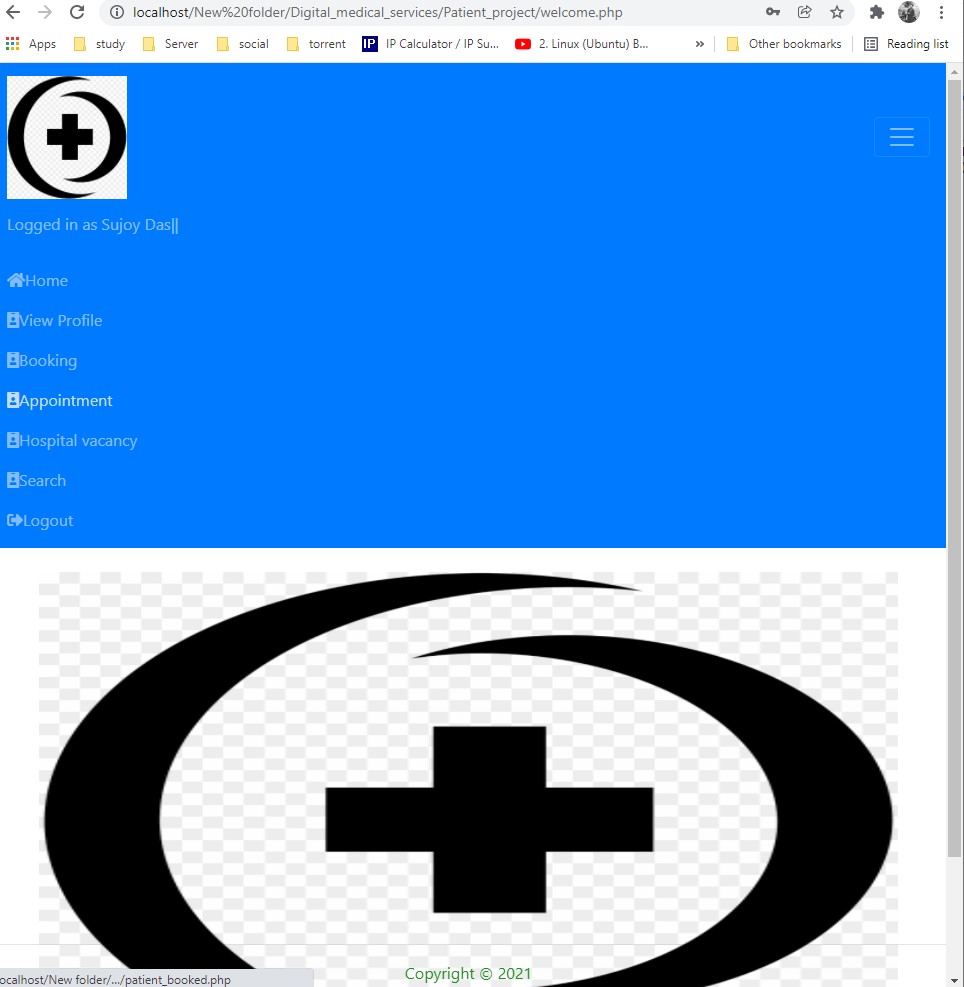 localhost/New%20folder/Digital_medical_services/Patient_project/welcome.php
Apps study Server social torrent IP IP Calculator / IP Su... 2. Linux (Ubuntu) B... » Other bookmarks Reading list
Logged in as Sujoy Das||
Home
View Profile
Booking
Appointment
Hospital vacancy
Search
Logout
Copyright © 2021
ocalhost/New folder/.../patient_booked.php